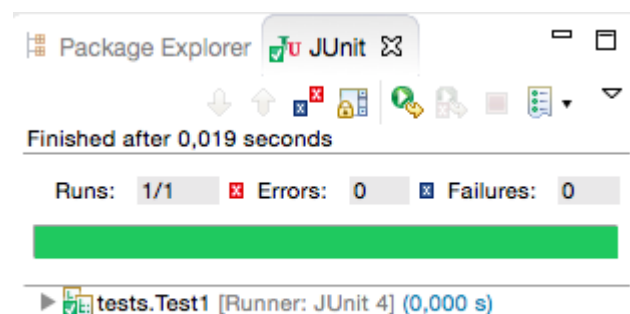 Package Explorer JUnit
Finished after 0,019 seconds
Runs: 1/1 Errors: 0 Failures: 0
tests.Test1 [Runner: JUnit 4] (0,000 s)